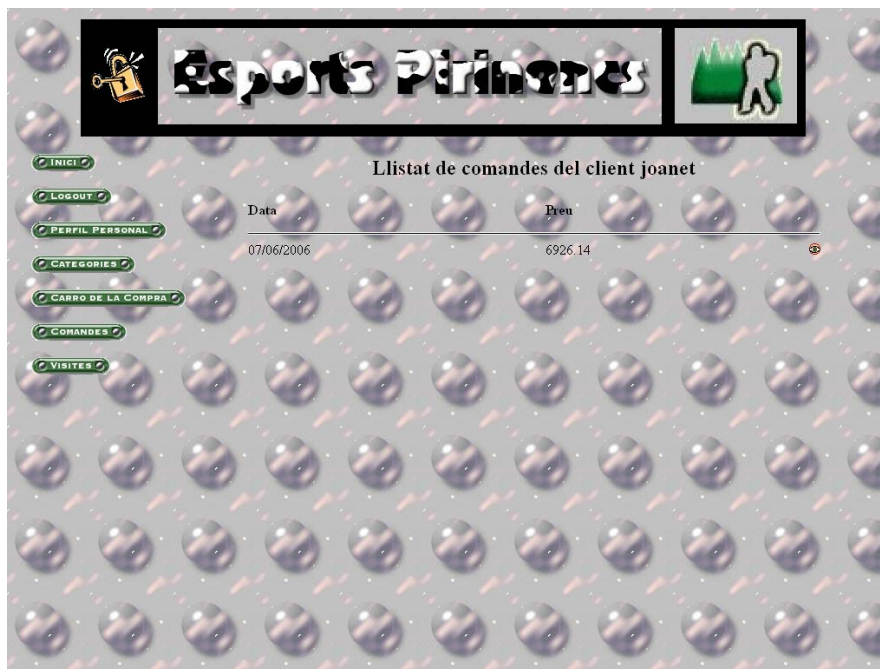 Esports Pirinencs
Llistat de comandes del client joanet
INICI
LOGOUT
PERFIL PERSONAL
CATEGORIES
CARRO DE LA COMPRA
COMANDES
VISITES
Data Preu
07/06/2006 6926.14